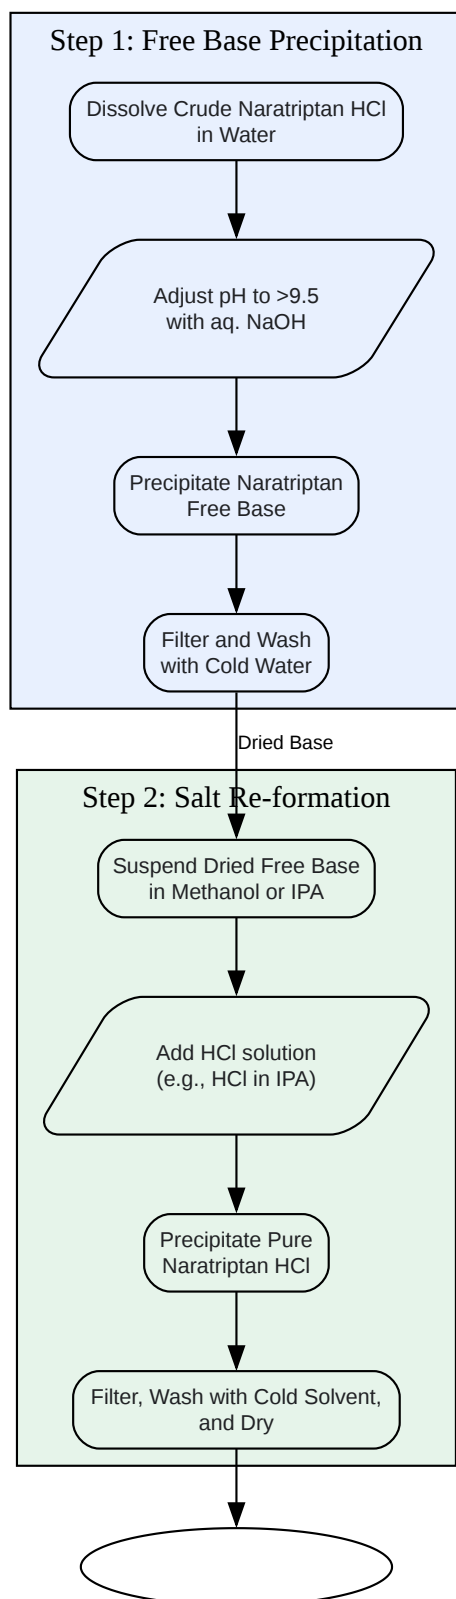 Step 1: Free Base Precipitation
Dissolve Crude Naratriptan HCl
in Water
Adjust pH to >9.5
with aq. NaOH
Precipitate Naratriptan
Free Base
Filter and Wash
with Cold Water
Dried Base
Step 2: Salt Re-formation
Suspend Dried Free Base
in Methanol or IPA
Add HCl solution
(e.g., HCl in IPA)
Precipitate Pure
Naratriptan HCl
Filter, Wash with Cold Solvent,
and Dry